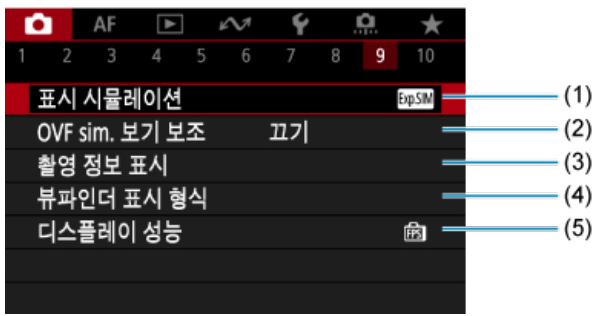 AF
1 2 3 4 5 6 7 8 9 10
표시 시뮬레이션 Exp.SIM (1)
OVF sim. 보기 보조 끄기 (2)
촬영 정보 표시 (3)
뷰파인더 표시 형식 (4)
디스플레이 성능 FPS (5)